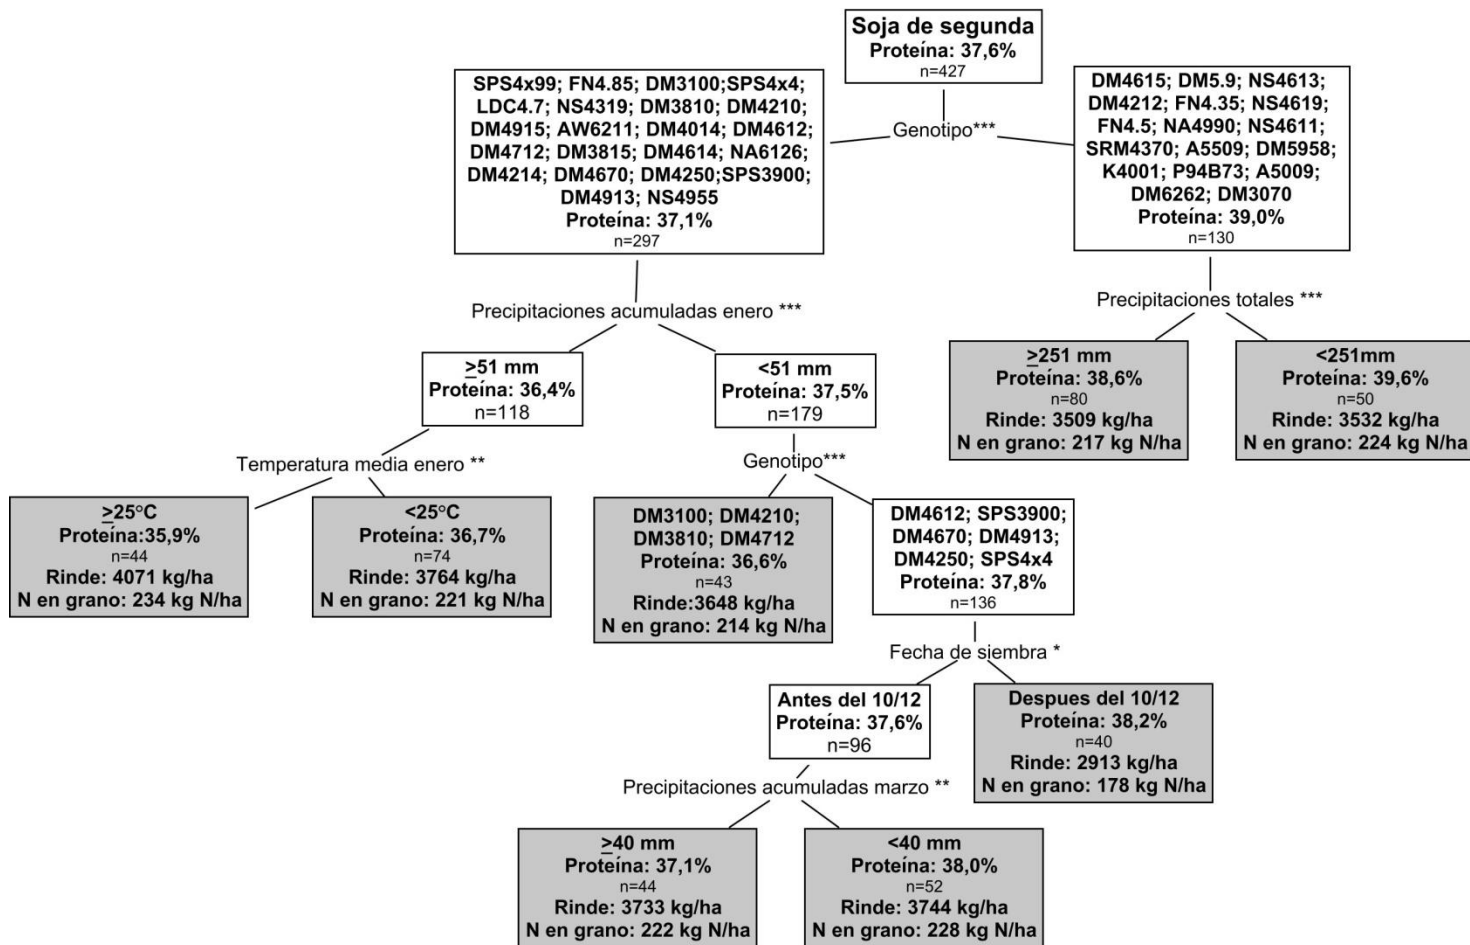 Soja de segunda
Proteína: 37,6%
n=427
Genotipo***
SPS4x99; FN4.85; DM3100;SPS4x4;
LDC4.7; NS4319; DM3810; DM4210;
DM4915; AW6211; DM4014; DM4612;
DM4712; DM3815; DM4614; NA6126;
DM4214; DM4670; DM4250;SPS3900;
DM4913; NS4955
Proteína: 37,1%
n=297
DM4615; DM5.9; NS4613;
DM4212; FN4.35; NS4619;
FN4.5; NA4990; NS4611;
SRM4370; A5509; DM5958;
K4001; P94B73; A5009;
DM6262; DM3070
Proteína: 39,0%
n=130
Precipitaciones acumuladas enero ***
Precipitaciones totales ***
≥51 mm
Proteína: 36,4%
n=118
<51 mm
Proteína: 37,5%
n=179
≥251 mm
Proteína: 38,6%
n=80
Rinde: 3509 kg/ha
N en grano: 217 kg N/ha
<251mm
Proteína: 39,6%
n=50
Rinde: 3532 kg/ha
N en grano: 224 kg N/ha
Temperatura media enero **
Genotipo***
≥25°C
Proteína:35,9%
n=44
Rinde: 4071 kg/ha
N en grano: 234 kg N/ha
<25°C
Proteína: 36,7%
n=74
Rinde: 3764 kg/ha
N en grano: 221 kg N/ha
DM3100; DM4210;
DM3810; DM4712
Proteína: 36,6%
n=43
Rinde:3648 kg/ha
N en grano: 214 kg N/ha
DM4612; SPS3900;
DM4670; DM4913;
DM4250; SPS4x4
Proteína: 37,8%
n=136
Fecha de siembra *
Antes del 10/12
Proteína: 37,6%
n=96
Despues del 10/12
Proteína: 38,2%
n=40
Rinde: 2913 kg/ha
N en grano: 178 kg N/ha
Precipitaciones acumuladas marzo **
≥40 mm
Proteína: 37,1%
n=44
Rinde: 3733 kg/ha
N en grano: 222 kg N/ha
<40 mm
Proteína: 38,0%
n=52
Rinde: 3744 kg/ha
N en grano: 228 kg N/ha